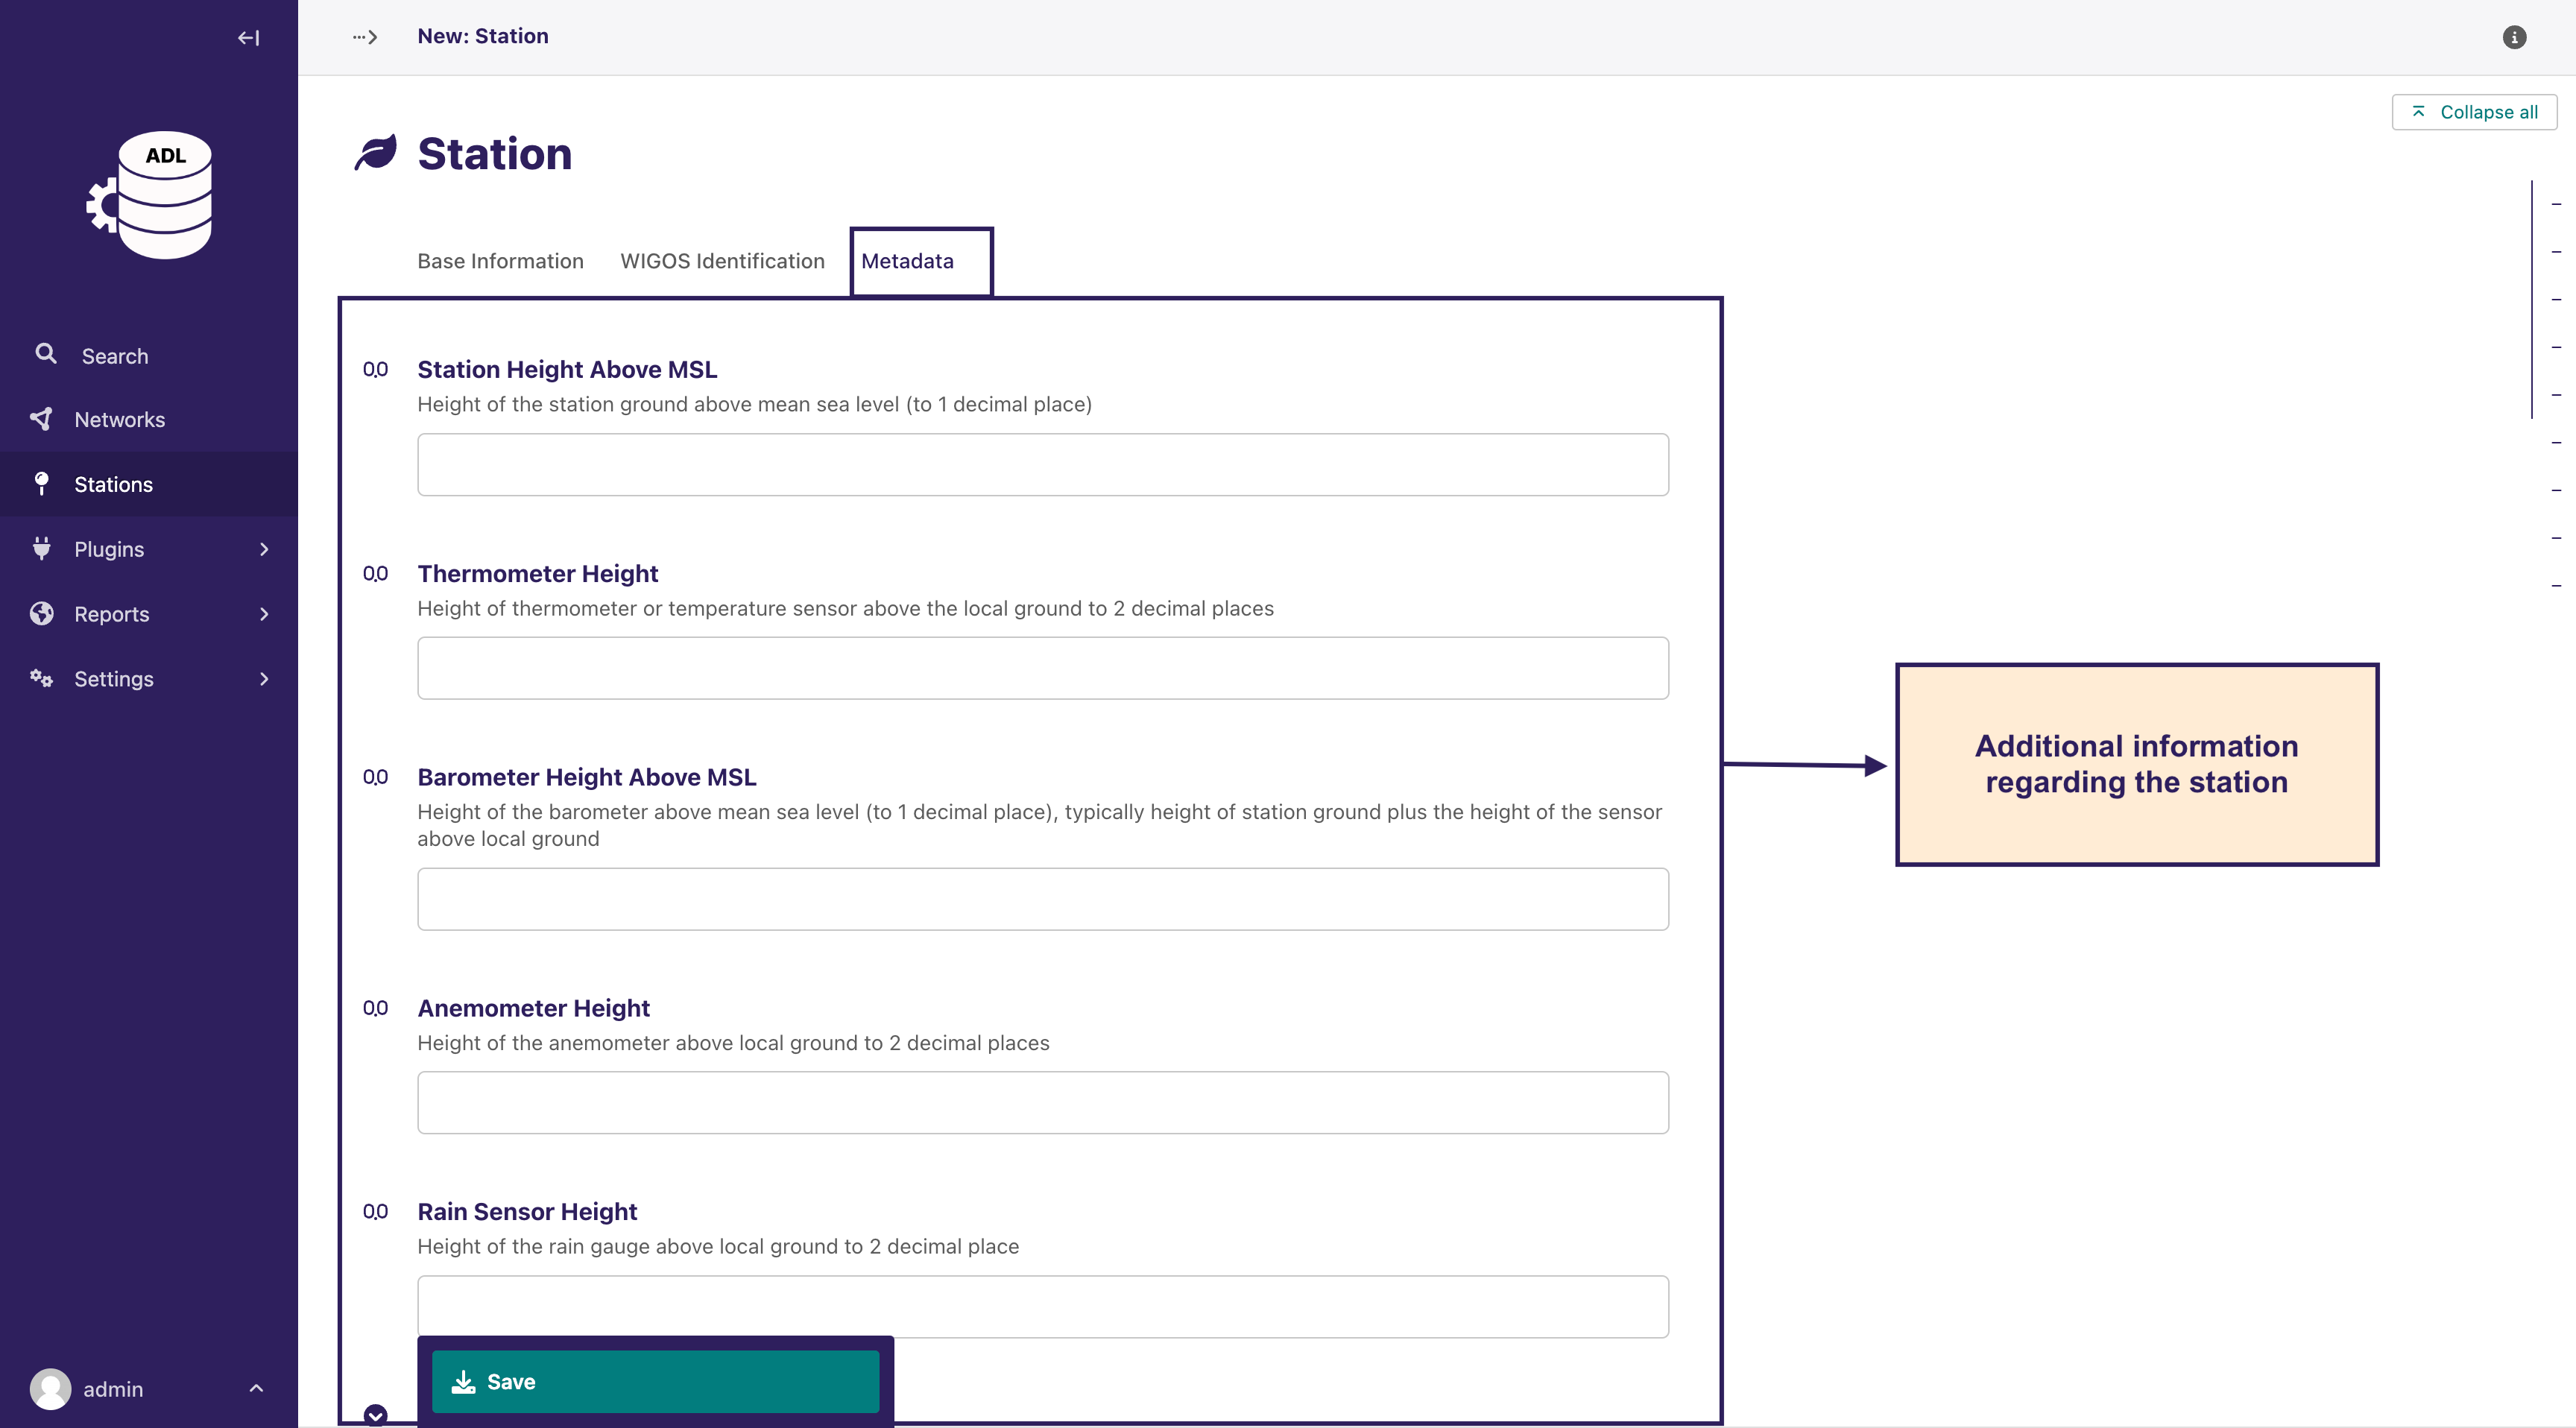 New: Station
Collapse all
ADL
Search
Networks
Stations
Plugins
Reports
Settings
admin
Station
Base Information
WIGOS Identification
Metadata
0.0
Station Height Above MSL
Height of the station ground above mean sea level (to 1 decimal place)
0.0
Thermometer Height
Height of thermometer or temperature sensor above the local ground to 2 decimal places
0.0
Barometer Height Above MSL
Height of the barometer above mean sea level (to 1 decimal place), typically height of station ground plus the height of the sensor
above local ground
0.0
Anemometer Height
Height of the anemometer above local ground to 2 decimal places
0.0
Rain Sensor Height
Height of the rain gauge above local ground to 2 decimal place
Save
Additional information
regarding the station